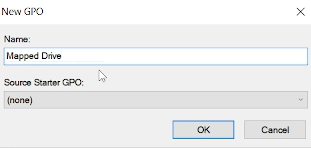 New GPO
Name:
Mapped Drive
Source Starter GPO:
(none)
OK Cancel